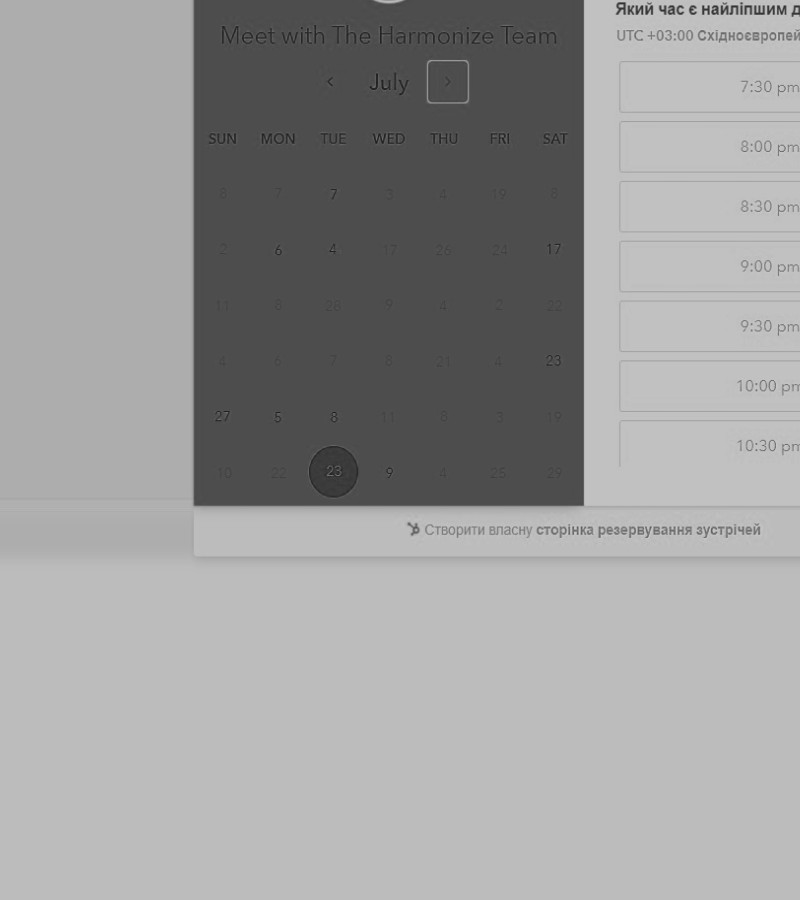 Meet with The Harmonize Team
July
SUN MON TUE WED THU FRI SAT
8 7 7 3 4 19 8
2 6 4 17 26 24 17
11 8 28 9 4 2 22
4 6 7 8 21 4 23
27 5 8 11 8 3 19
10 22 23 9 4 25 29
Який час є найліпшим
UTC +03:00
7:30 pm
8:00 pm
8:30 pm
9:00 pm
9:30 pm
10:00 pm
10:30 pm
Створити власну сторінка резервування зустрічей